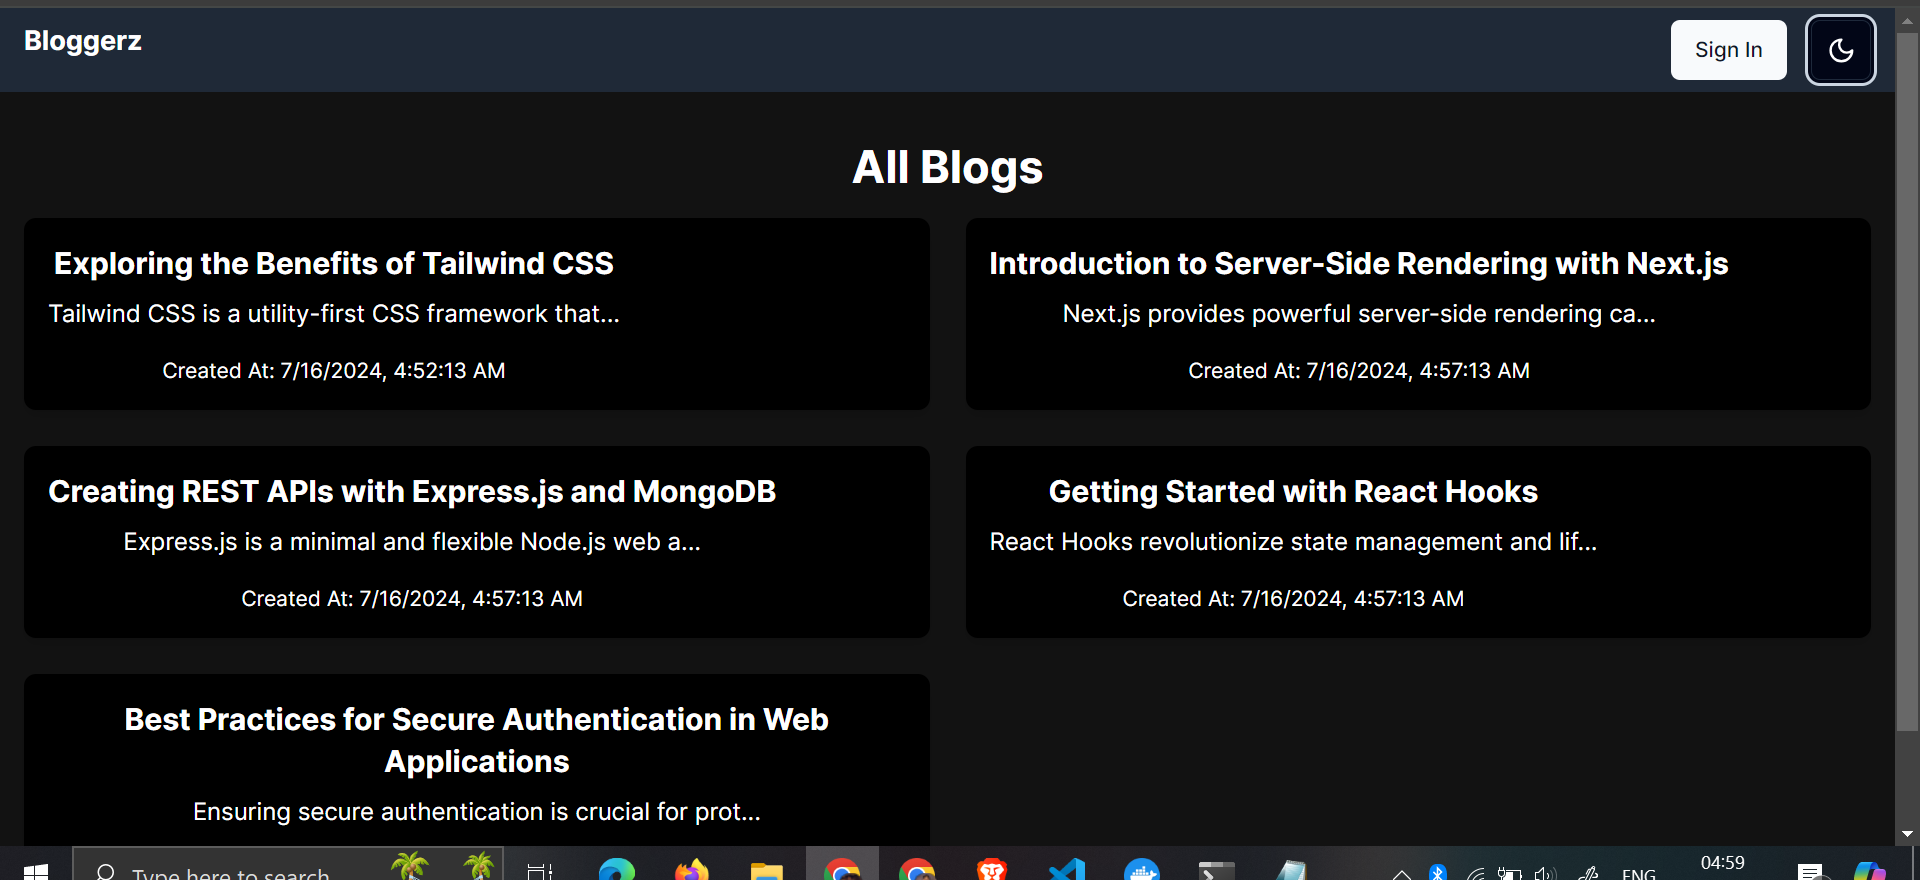 Bloggerz
Sign In
All Blogs
Exploring the Benefits of Tailwind CSS
Tailwind CSS is a utility-first CSS framework that...
Created At: 7/16/2024, 4:52:13 AM
Introduction to Server-Side Rendering with Next.js
Next.js provides powerful server-side rendering ca...
Created At: 7/16/2024, 4:57:13 AM
Creating REST APIs with Express.js and MongoDB
Express.js is a minimal and flexible Node.js web a...
Created At: 7/16/2024, 4:57:13 AM
Getting Started with React Hooks
React Hooks revolutionize state management and lif...
Created At: 7/16/2024, 4:57:13 AM
Best Practices for Secure Authentication in Web
Applications
Ensuring secure authentication is crucial for prot...
Type here to search
ENG
04:59